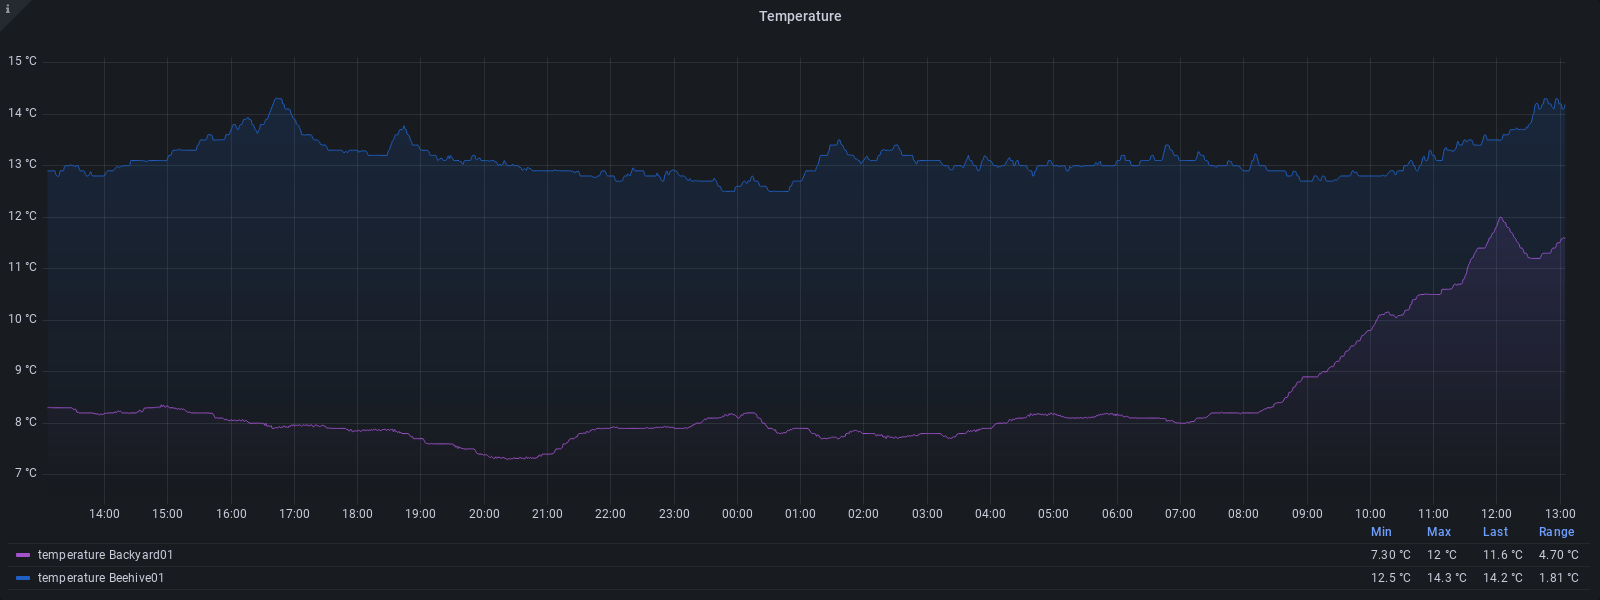 i
Temperature
15 °C
14 °C
13 °C
12 °C
11 °C
10 °C
9 °C
8 °C
7 °C
14:00 15:00 16:00 17:00 18:00 19:00 20:00 21:00 22:00 23:00 00:00 01:00 02:00 03:00 04:00 05:00 06:00 07:00 08:00 09:00 10:00 11:00 12:00 13:00
Min Max Last Range
temperature Backyard01 7.30 °C 12 °C 11.6 °C 4.70 °C
temperature Beehive01 12.5 °C 14.3 °C 14.2 °C 1.81 °C